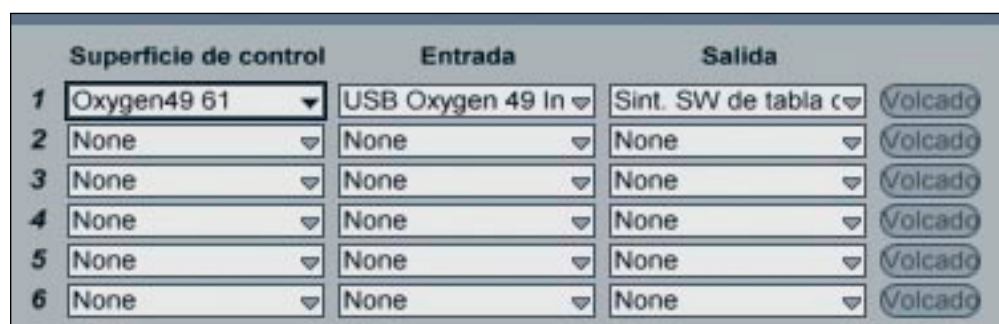 Superficie de control Entrada Salida
1 Oxygen49 61 USB Oxygen 49 In Sint. SW de tabla c Volcado
2 None None None Volcado
3 None None None Volcado
4 None None None Volcado
5 None None None Volcado
6 None None None Volcado